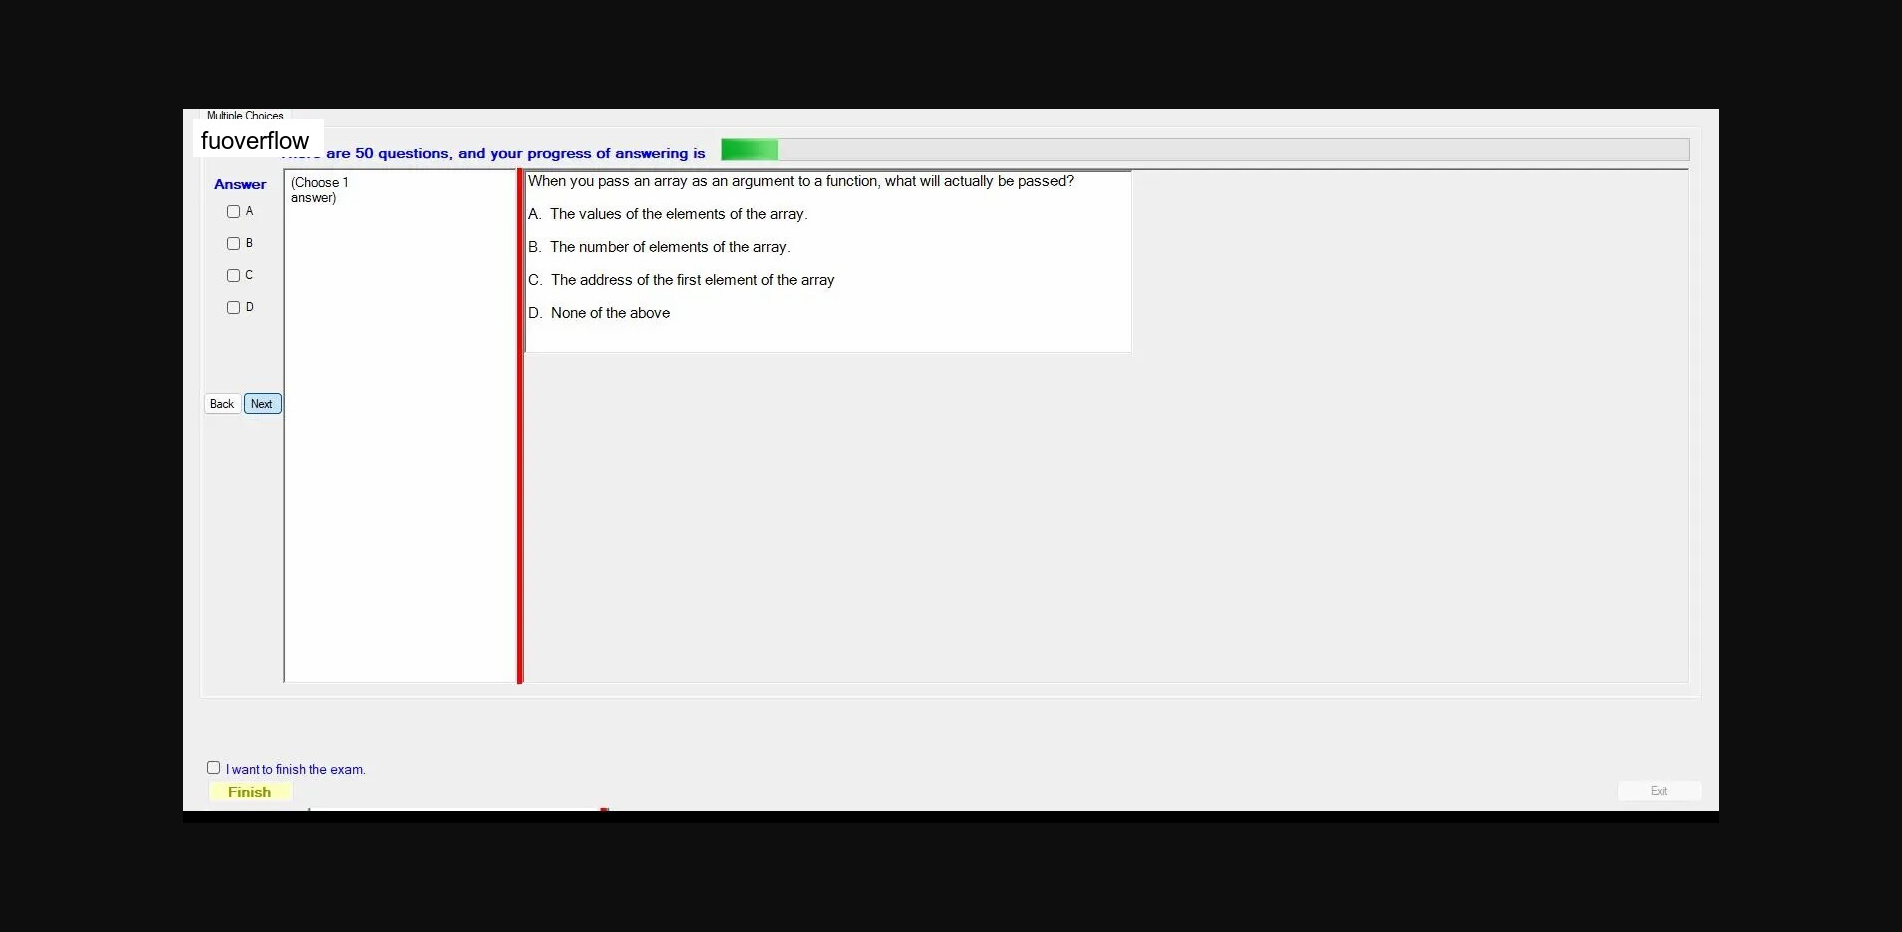 Multiple Choices
fuoverflow
are 50 questions, and your progress of answering is
Answer
(Choose 1
answer)
A
B
C
D
Back
Next
When you pass an array as an argument to a function, what will actually be passed?
A. The values of the elements of the array.
B. The number of elements of the array.
C. The address of the first element of the array
D. None of the above
I want to finish the exam.
Finish
Exit